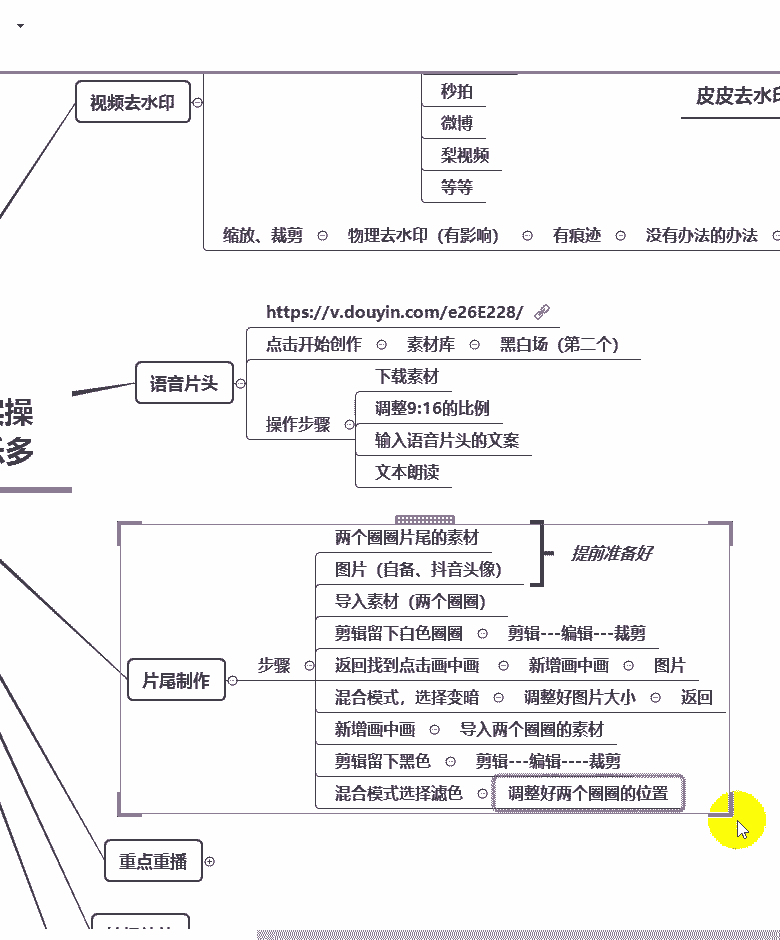 视频去水印
秒拍
微博
梨视频
等等
皮皮去水印
缩放、裁剪
物理去水印（有影响）
有痕迹
没有办法的办法
语音片头
https://v.douyin.com/e26E228/
点击开始创作
素材库
黑白场（第二个）
操作步骤
下载素材
调整9:16的比例
输入语音片头的文案
文本朗读
实操
乐多
片尾制作
步骤
两个圈圈片尾的素材
图片（自备、抖音头像）
提前准备好
导入素材（两个圈圈）
剪辑留下白色圈圈
剪辑---编辑---裁剪
返回找到点击画中画
新增画中画
图片
混合模式，选择变暗
调整好图片大小
返回
新增画中画
导入两个圈圈的素材
剪辑留下黑色
剪辑---编辑----裁剪
混合模式选择滤色
调整好两个圈圈的位置
重点重播